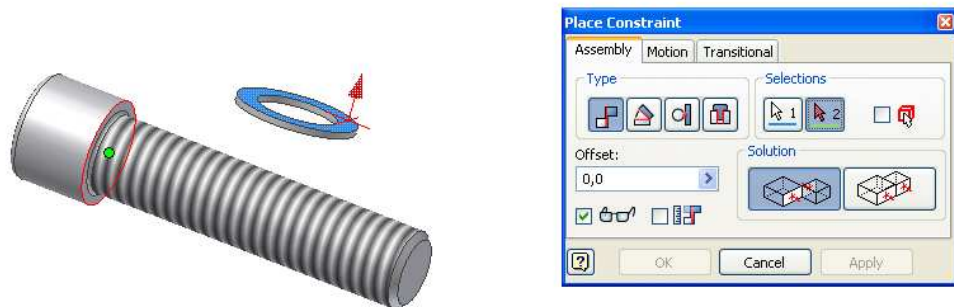 Place Constraint
Assembly Motion Transitional
Type
Selections
1
2
Offset:
0,0
Solution
OK
Cancel
Apply